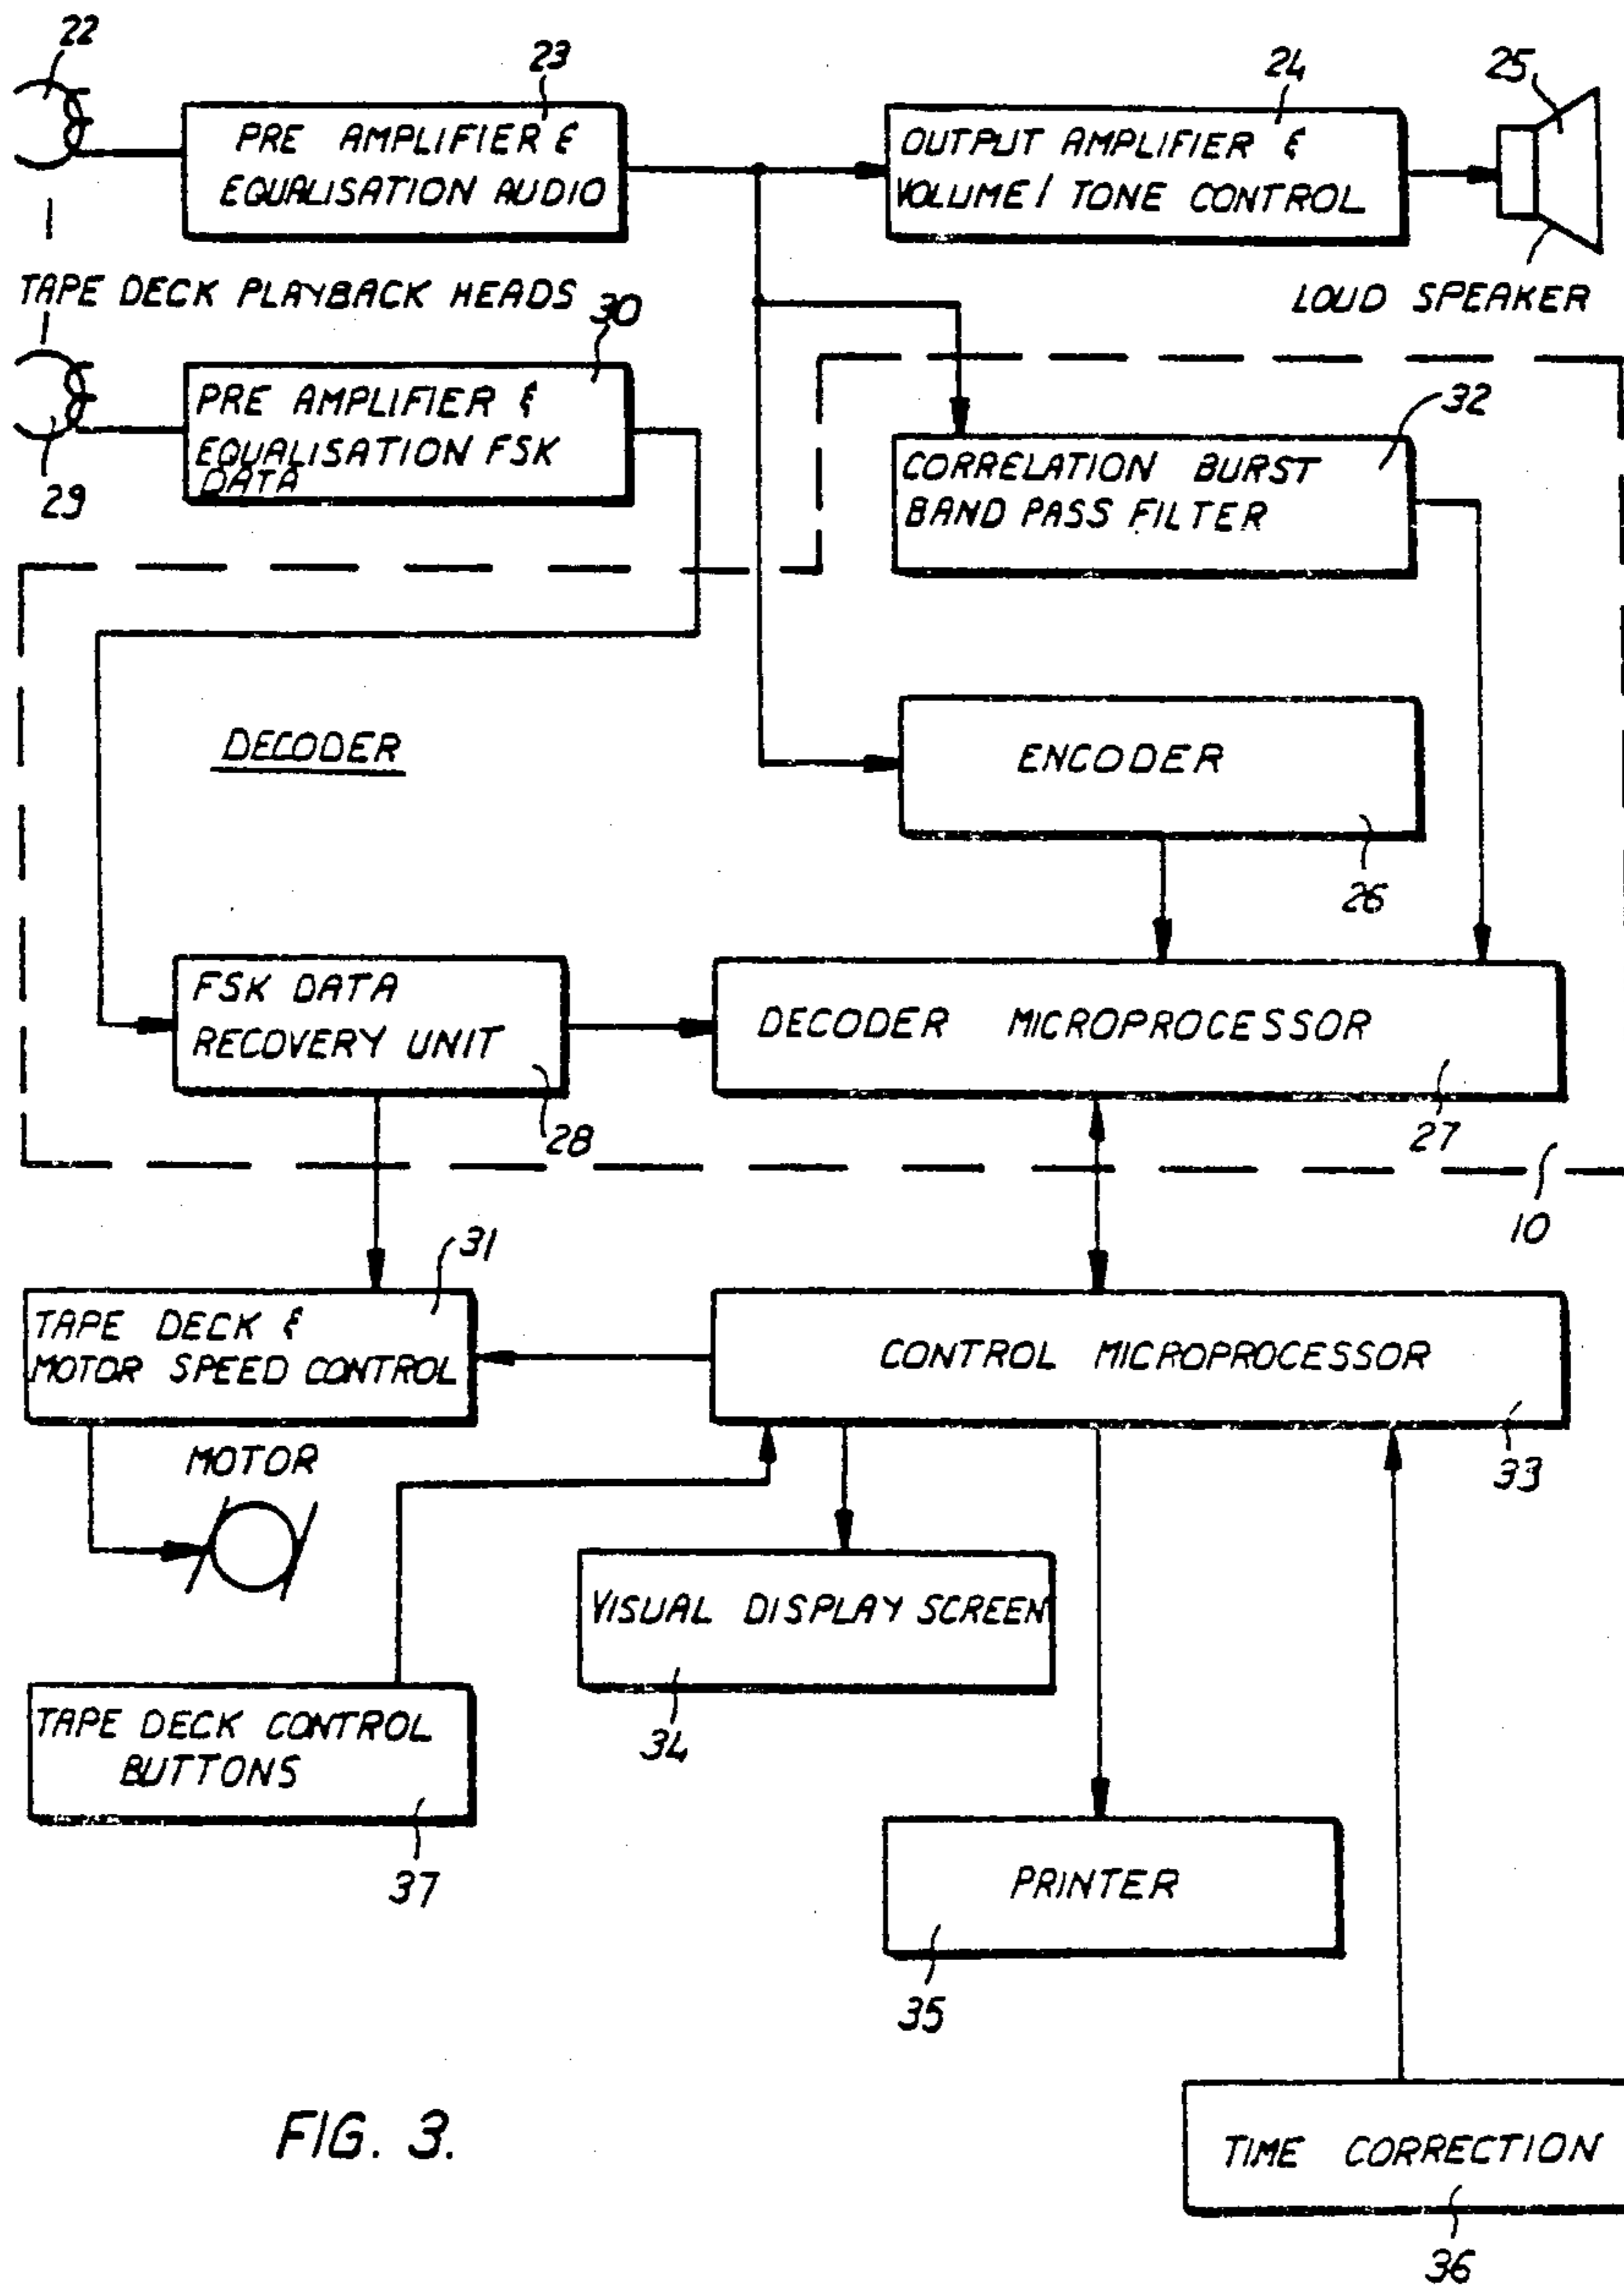 22
23
24
25
PRE AMPLIFIER &
EQUALISATION AUDIO
OUTPUT AMPLIFIER &
VOLUME / TONE CONTROL
TAPE DECK PLAYBACK HEADS
LOUD SPEAKER
30
PRE AMPLIFIER &
EQUALISATION FSK
DATA
29
32
CORRELATION BURST
BAND PASS FILTER
DECODER
ENCODER
26
FSK DATA
RECOVERY UNIT
28
DECODER MICROPROCESSOR
27
10
31
TAPE DECK &
MOTOR SPEED CONTROL
CONTROL MICROPROCESSOR
33
MOTOR
VISUAL DISPLAY SCREEN
34
TAPE DECK CONTROL
BUTTONS
37
PRINTER
35
FIG. 3.
TIME CORRECTION
36